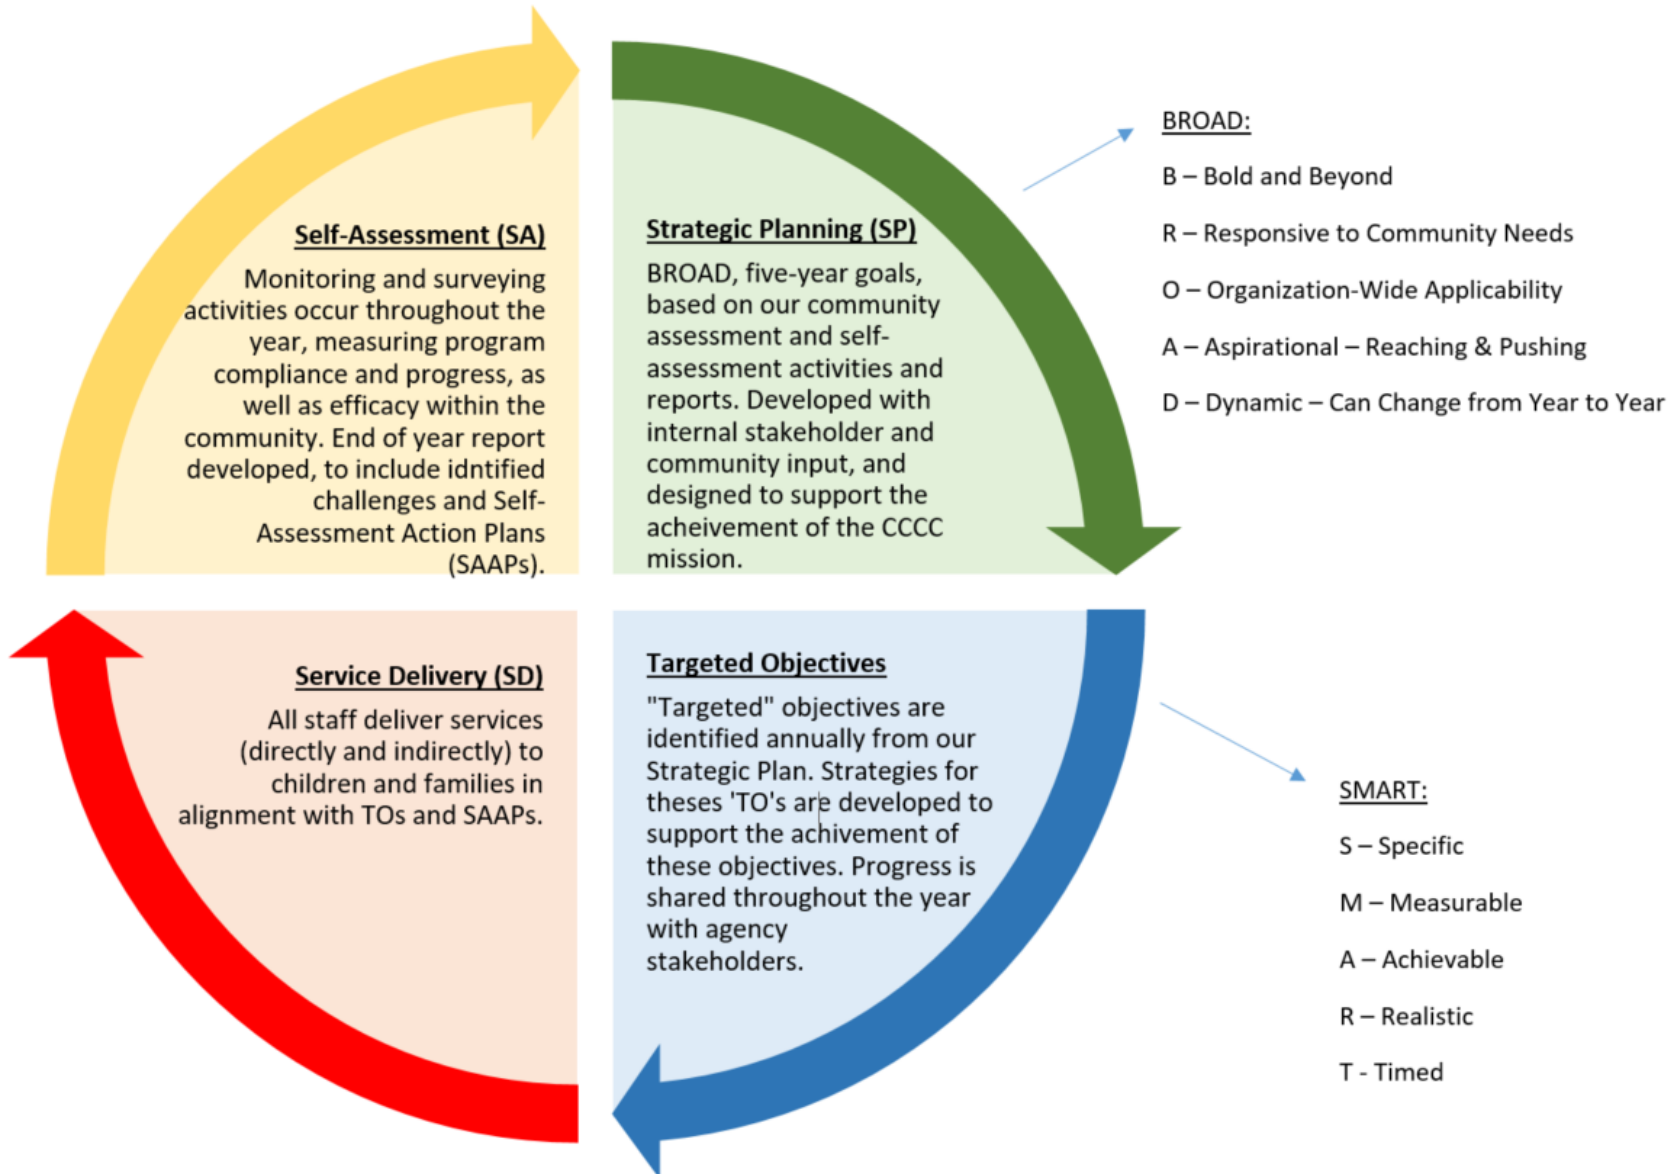 Self-Assessment (SA)
Monitoring and surveying
activities occur throughout the
year, measuring program
compliance and progress, as
well as efficacy within the
community. End of year report
developed, to include idntified
challenges and Self-
Assessment Action Plans
(SAAPs).
Strategic Planning (SP)
BROAD, five-year goals,
based on our community
assessment and self-
assessment activities and
reports. Developed with
internal stakeholder and
community input, and
designed to support the
acheivement of the CCCC
mission.
BROAD:
B – Bold and Beyond
R – Responsive to Community Needs
O – Organization-Wide Applicability
A – Aspirational – Reaching & Pushing
D – Dynamic – Can Change from Year to Year
Service Delivery (SD)
All staff deliver services
(directly and indirectly) to
children and families in
alignment with TOs and SAAPs.
Targeted Objectives
"Targeted" objectives are
identified annually from our
Strategic Plan. Strategies for
theses 'TO's are developed to
support the achivement of
these objectives. Progress is
shared throughout the year
with agency
stakeholders.
SMART:
S – Specific
M – Measurable
A – Achievable
R – Realistic
T - Timed